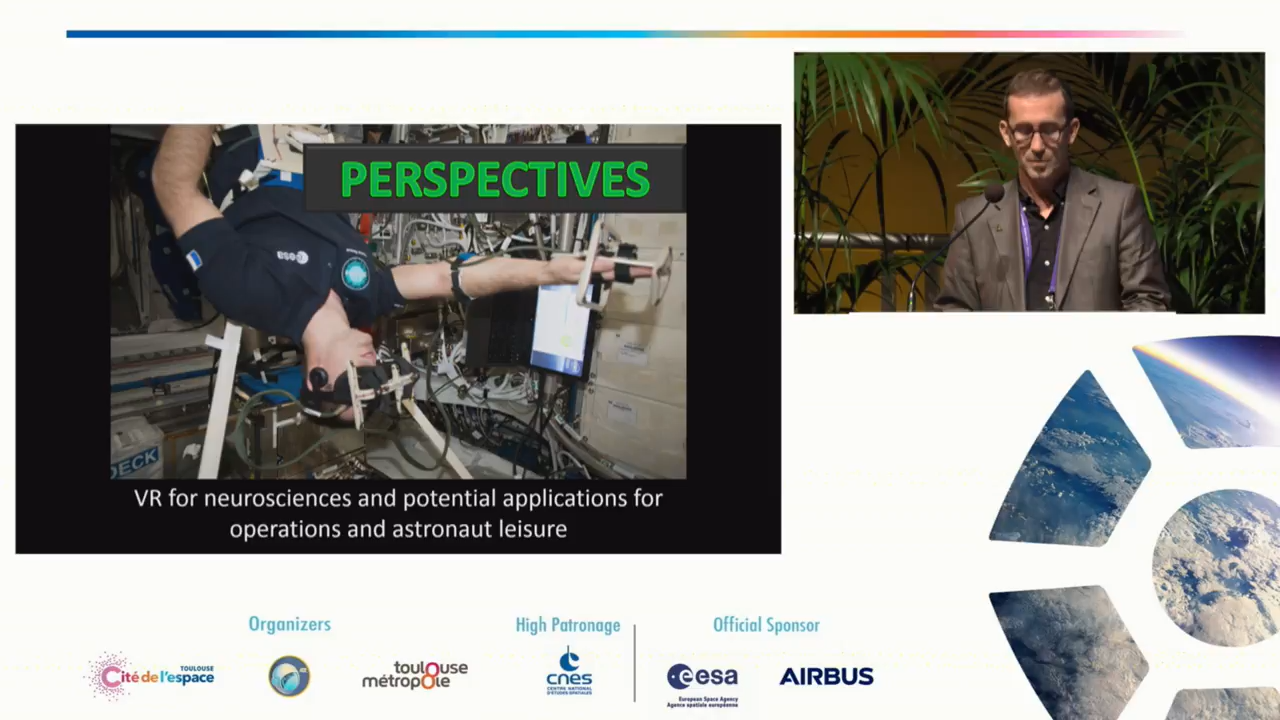 PERSPECTIVES
esa
DECK
VR for neurosciences and potential applications for
operations and astronaut leisure
Organizers
High Patronage
Official Sponsor
Cité de l'espace
TOULOUSE
toulouse
métropole
cnes
CENTRE NATIONAL
D'ÉTUDES SPATIALES
esa
European Space Agency
Agence spatiale européenne
AIRBUS